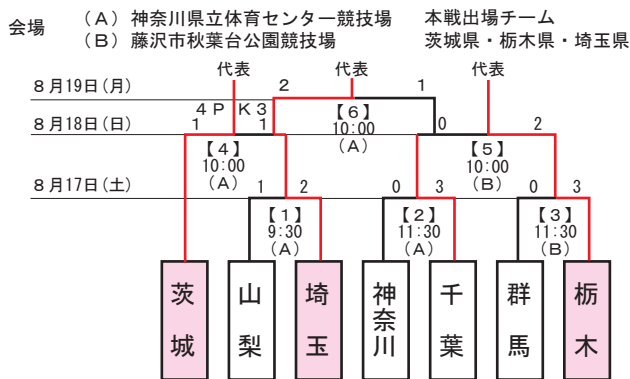 会場 （Ａ）神奈川県立体育センター競技場 本戦出場チーム
（Ｂ）藤沢市秋葉台公園競技場 茨城県・栃木県・埼玉県
代表 代表 代表
８月19日(月) 2 1
４Ｐ Ｋ３ 【６】
８月18日(日) 1 1 10:00 0 2
【４】 （Ａ） 【５】
10:00 10:00
（Ａ） （Ｂ）
８月17日(土) 1 2 0 3 0 3
【１】 【２】 【３】
9:30 11:30 11:30
（Ａ） （Ａ） （Ｂ）
茨城 山梨 埼玉 神奈川 千葉 群馬 栃木